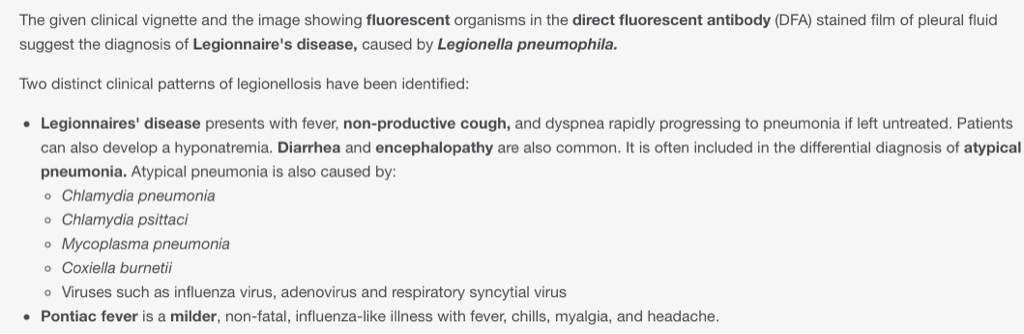 The given clinical vignette and the image showing fluorescent organisms in the direct fluorescent antibody (DFA) stained film of pleural fluid
suggest the diagnosis of Legionnaire's disease, caused by Legionella pneumophila.
Two distinct clinical patterns of legionellosis have been identified:
• Legionnaires' disease presents with fever, non-productive cough, and dyspnea rapidly progressing to pneumonia if left untreated. Patients
can also develop a hyponatremia. Diarrhea and encephalopathy are also common. It is often included in the differential diagnosis of atypical
pneumonia. Atypical pneumonia is also caused by:
◦ Chlamydia pneumonia
◦ Chlamydia psittaci
◦ Mycoplasma pneumonia
◦ Coxiella burnetii
◦ Viruses such as influenza virus, adenovirus and respiratory syncytial virus
• Pontiac fever is a milder, non-fatal, influenza-like illness with fever, chills, myalgia, and headache.